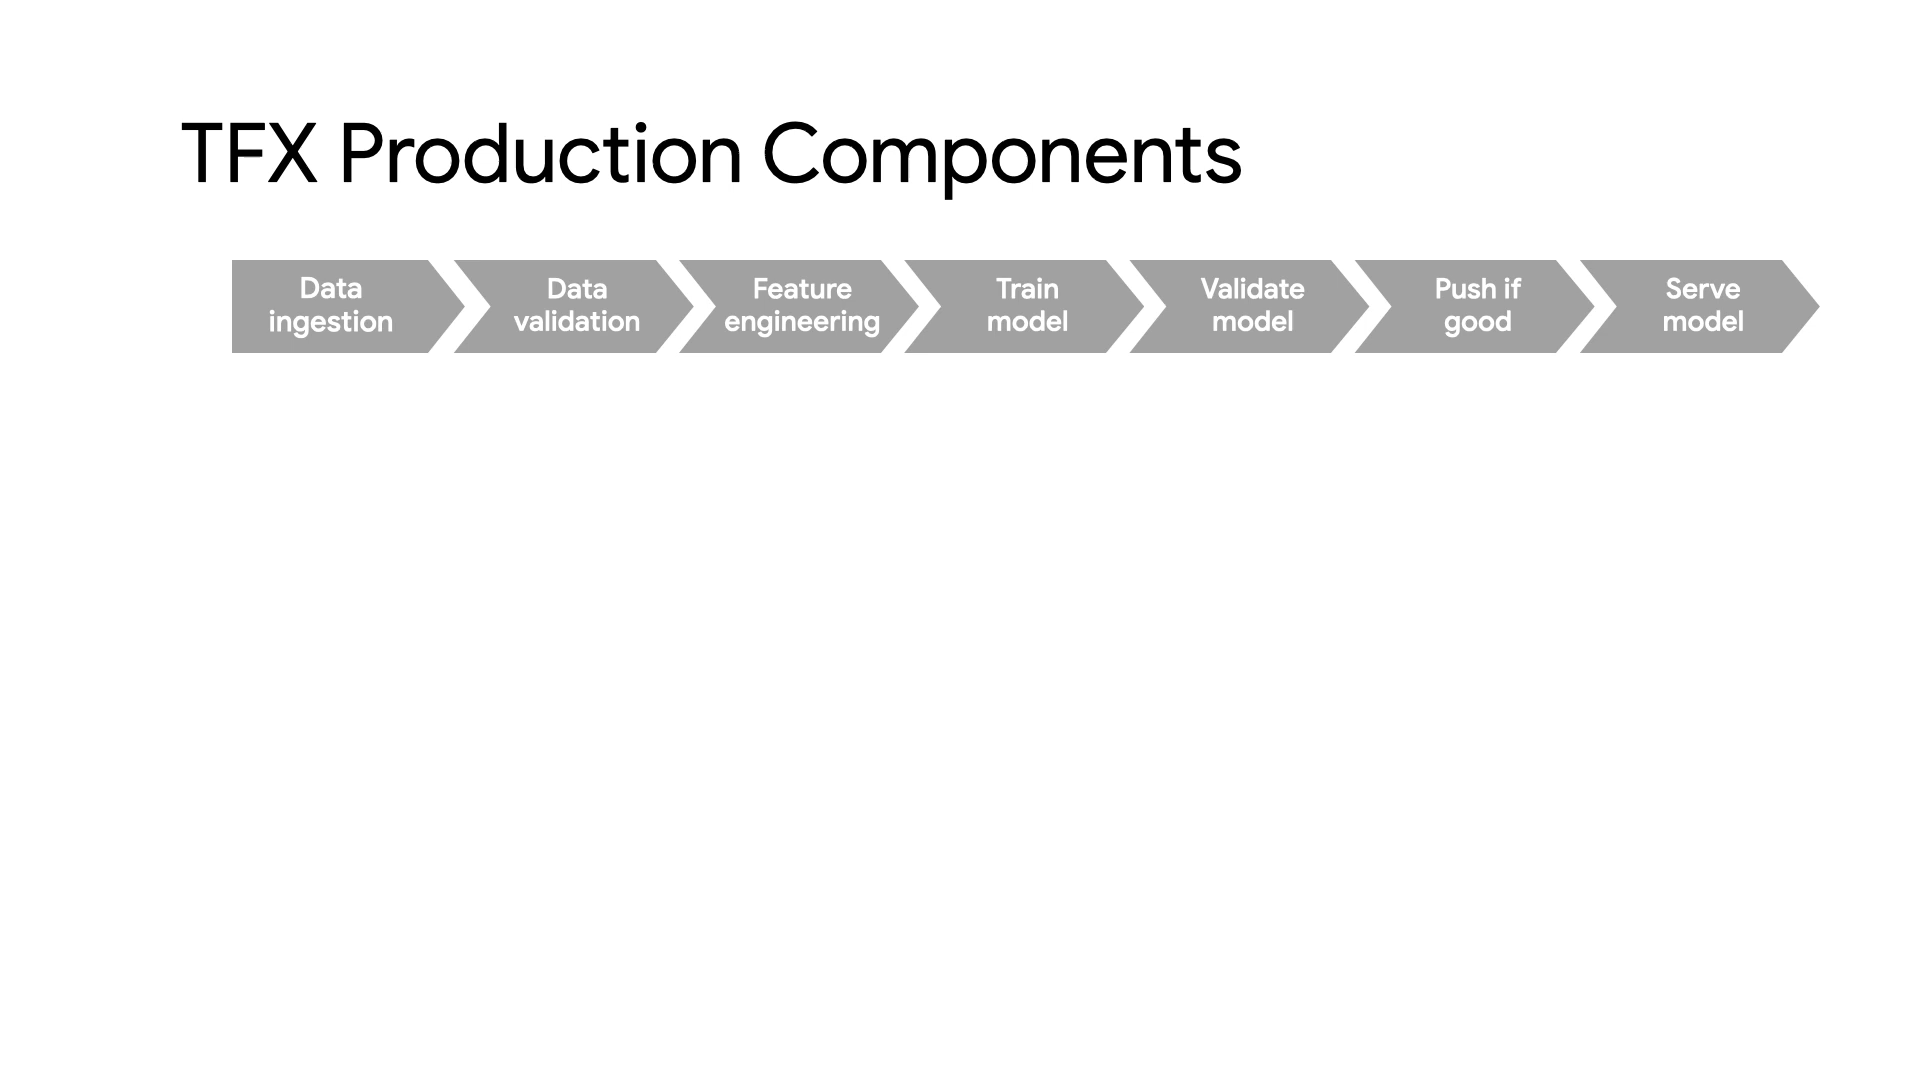 TFX Production Components
Data
ingestion
Data
validation
Feature
engineering
Train
model
Validate
model
Push if
good
Serve
model